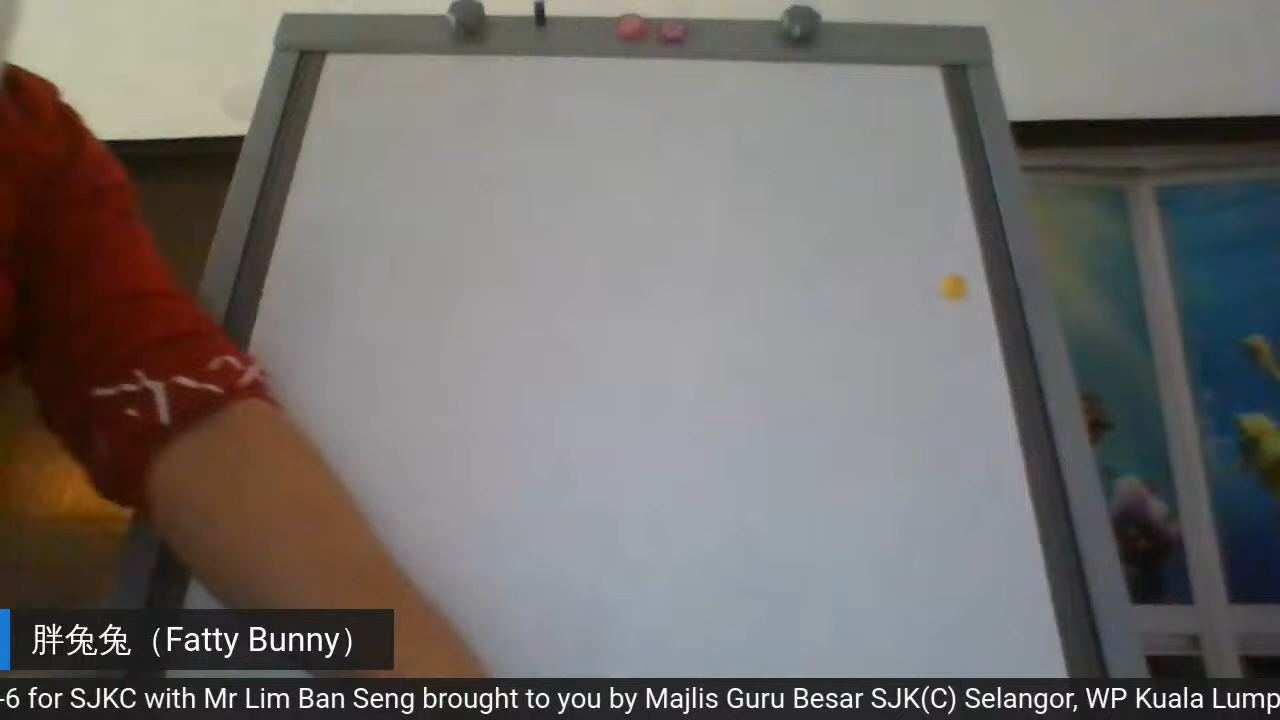 胖兔兔（Fatty Bunny）
-6 for SJKC with Mr Lim Ban Seng brought to you by Majlis Guru Besar SJK(C) Selangor, WP Kuala Lump